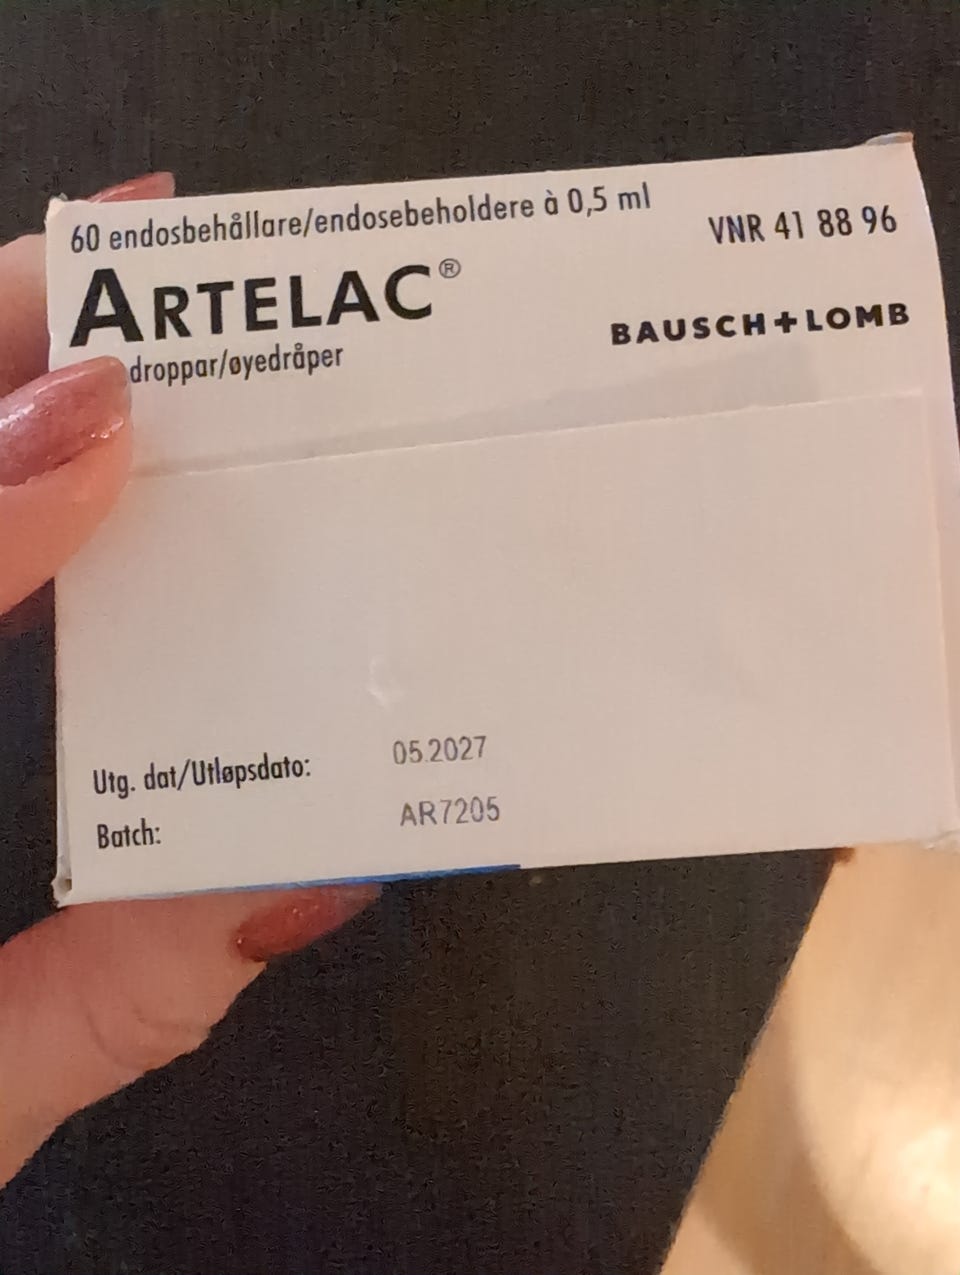 60 endosbehållare/endosebeholdere à 0,5 ml
VNR 41 88 96
ARTELAC®
BAUSCH+LOMB
droppar/øyedråper
Utg. dat/Utløpsdato: 05.2027
Batch: AR7205